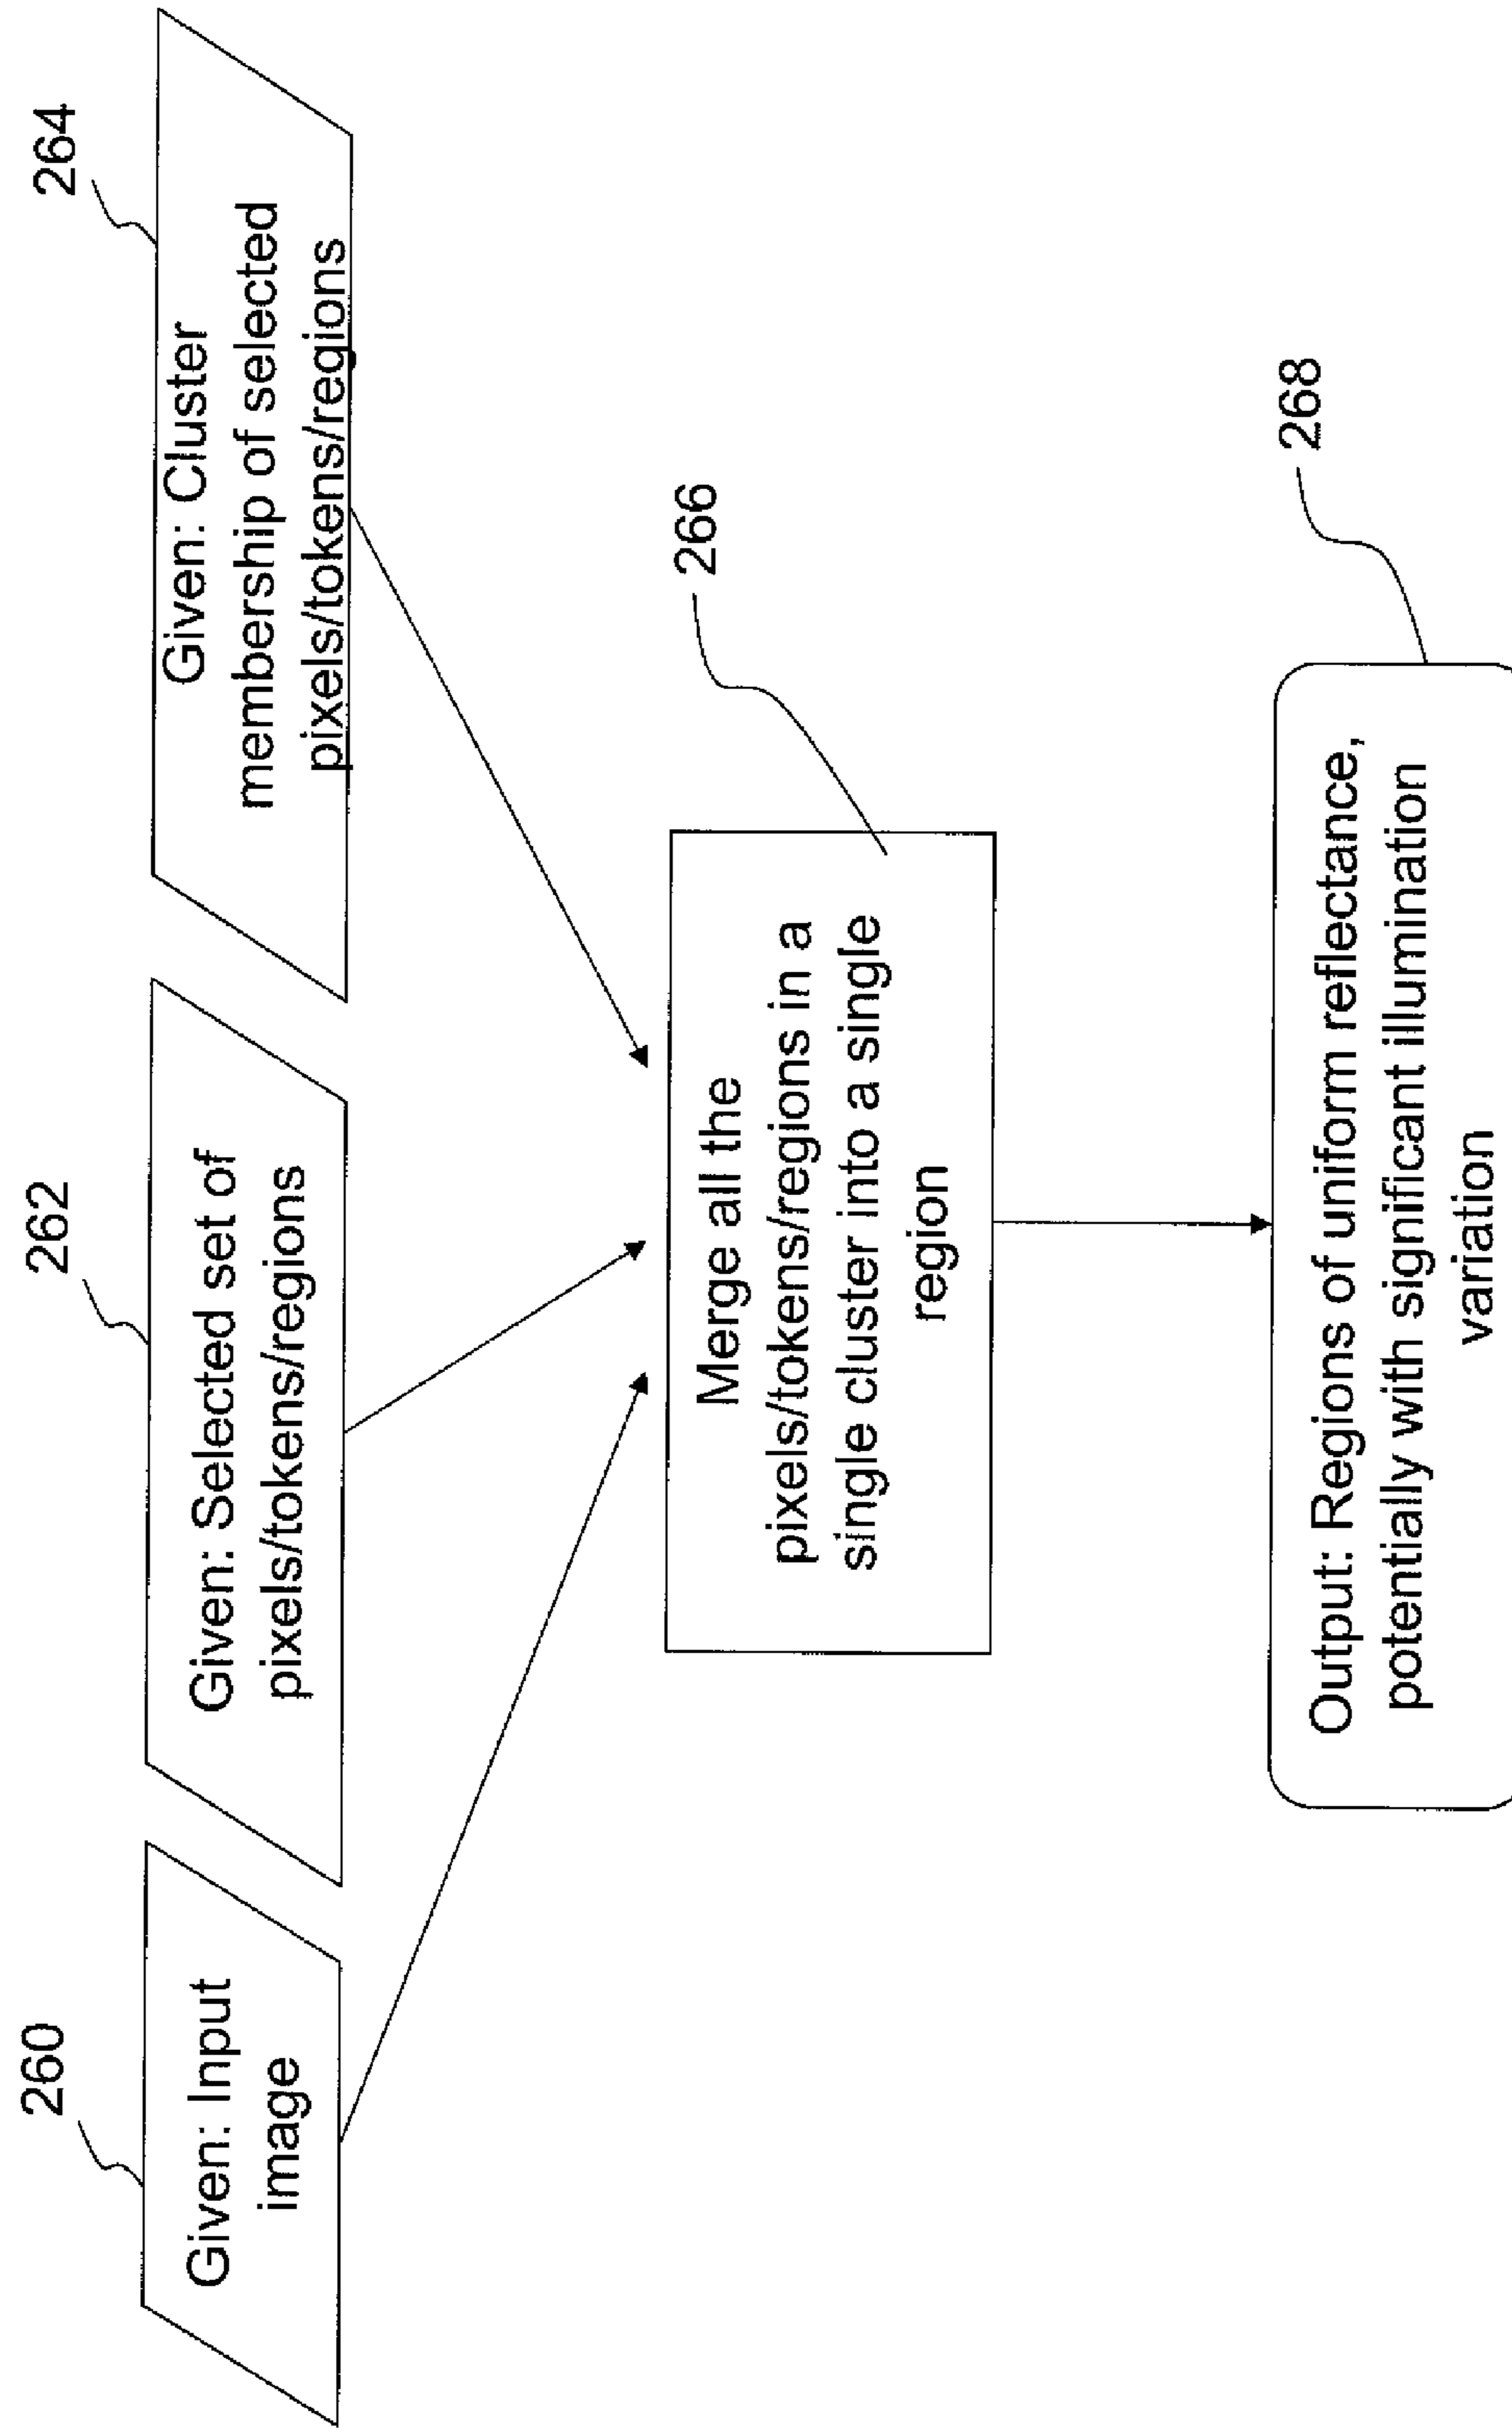 260
Given: Input
image
262
Given: Selected set of
pixels/tokens/regions
264
Given: Cluster
membership of selected
pixels/tokens/regions
266
Merge all the
pixels/tokens/regions in a
single cluster into a single
region
268
Output: Regions of uniform reflectance,
potentially with significant illumination
variation